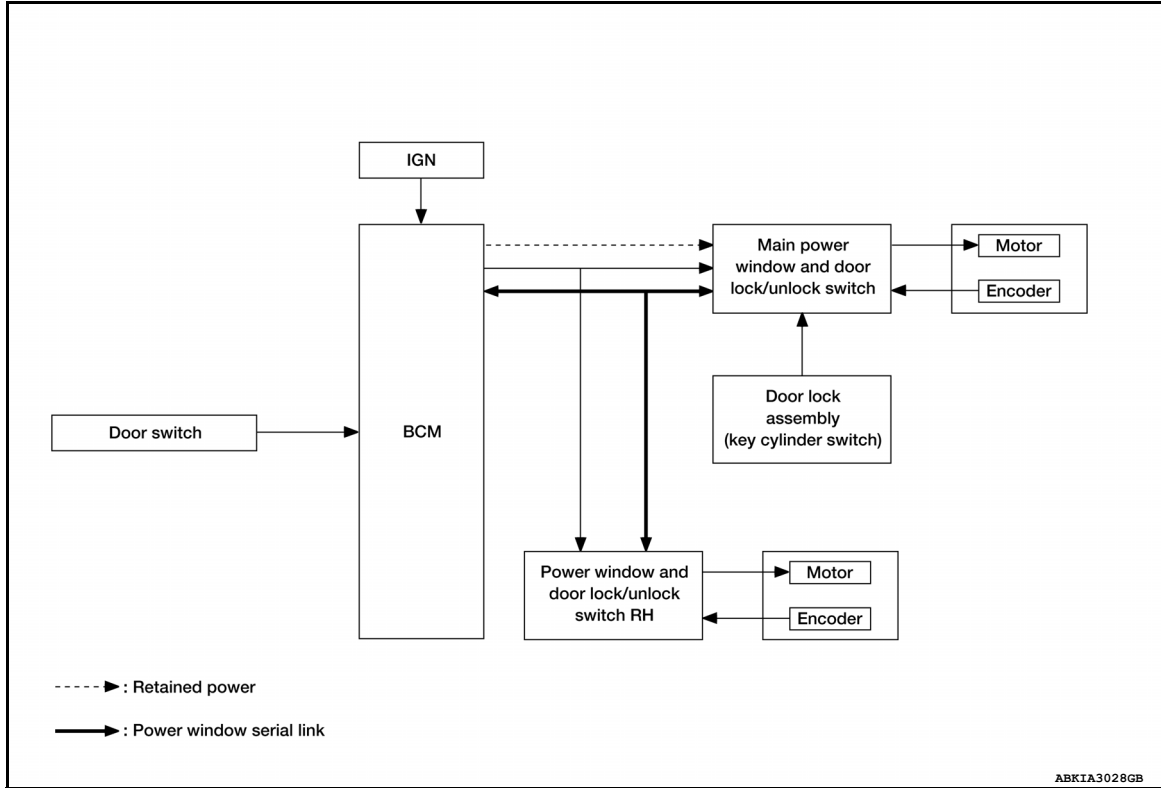 IGN
BCM
Door switch
Main power
window and door
lock/unlock switch
Motor
Encoder
Door lock
assembly
(key cylinder switch)
Power window and
door lock/unlock
switch RH
Motor
Encoder
: Retained power
: Power window serial link
ABKIA3028GB